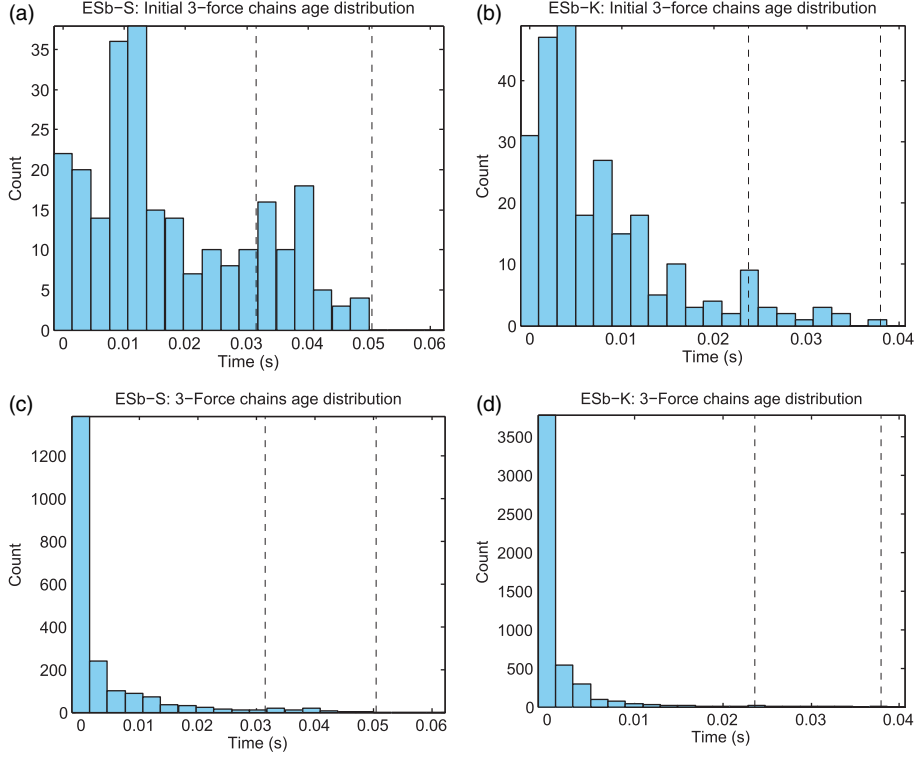 (a)
ESb−S: Initial 3−force chains age distribution
35
30
25
20
15
10
5
0
Count
0 0.01 0.02 0.03 0.04 0.05 0.06
Time (s)
(b)
ESb−K: Initial 3−force chains age distribution
40
30
20
10
0
Count
0 0.01 0.02 0.03 0.04
Time (s)
(c)
ESb−S: 3−Force chains age distribution
1200
1000
800
600
400
200
0
Count
0 0.01 0.02 0.03 0.04 0.05 0.06
Time (s)
(d)
ESb−K: 3−Force chains age distribution
3500
3000
2500
2000
1500
1000
500
0
Count
0 0.01 0.02 0.03 0.04
Time (s)